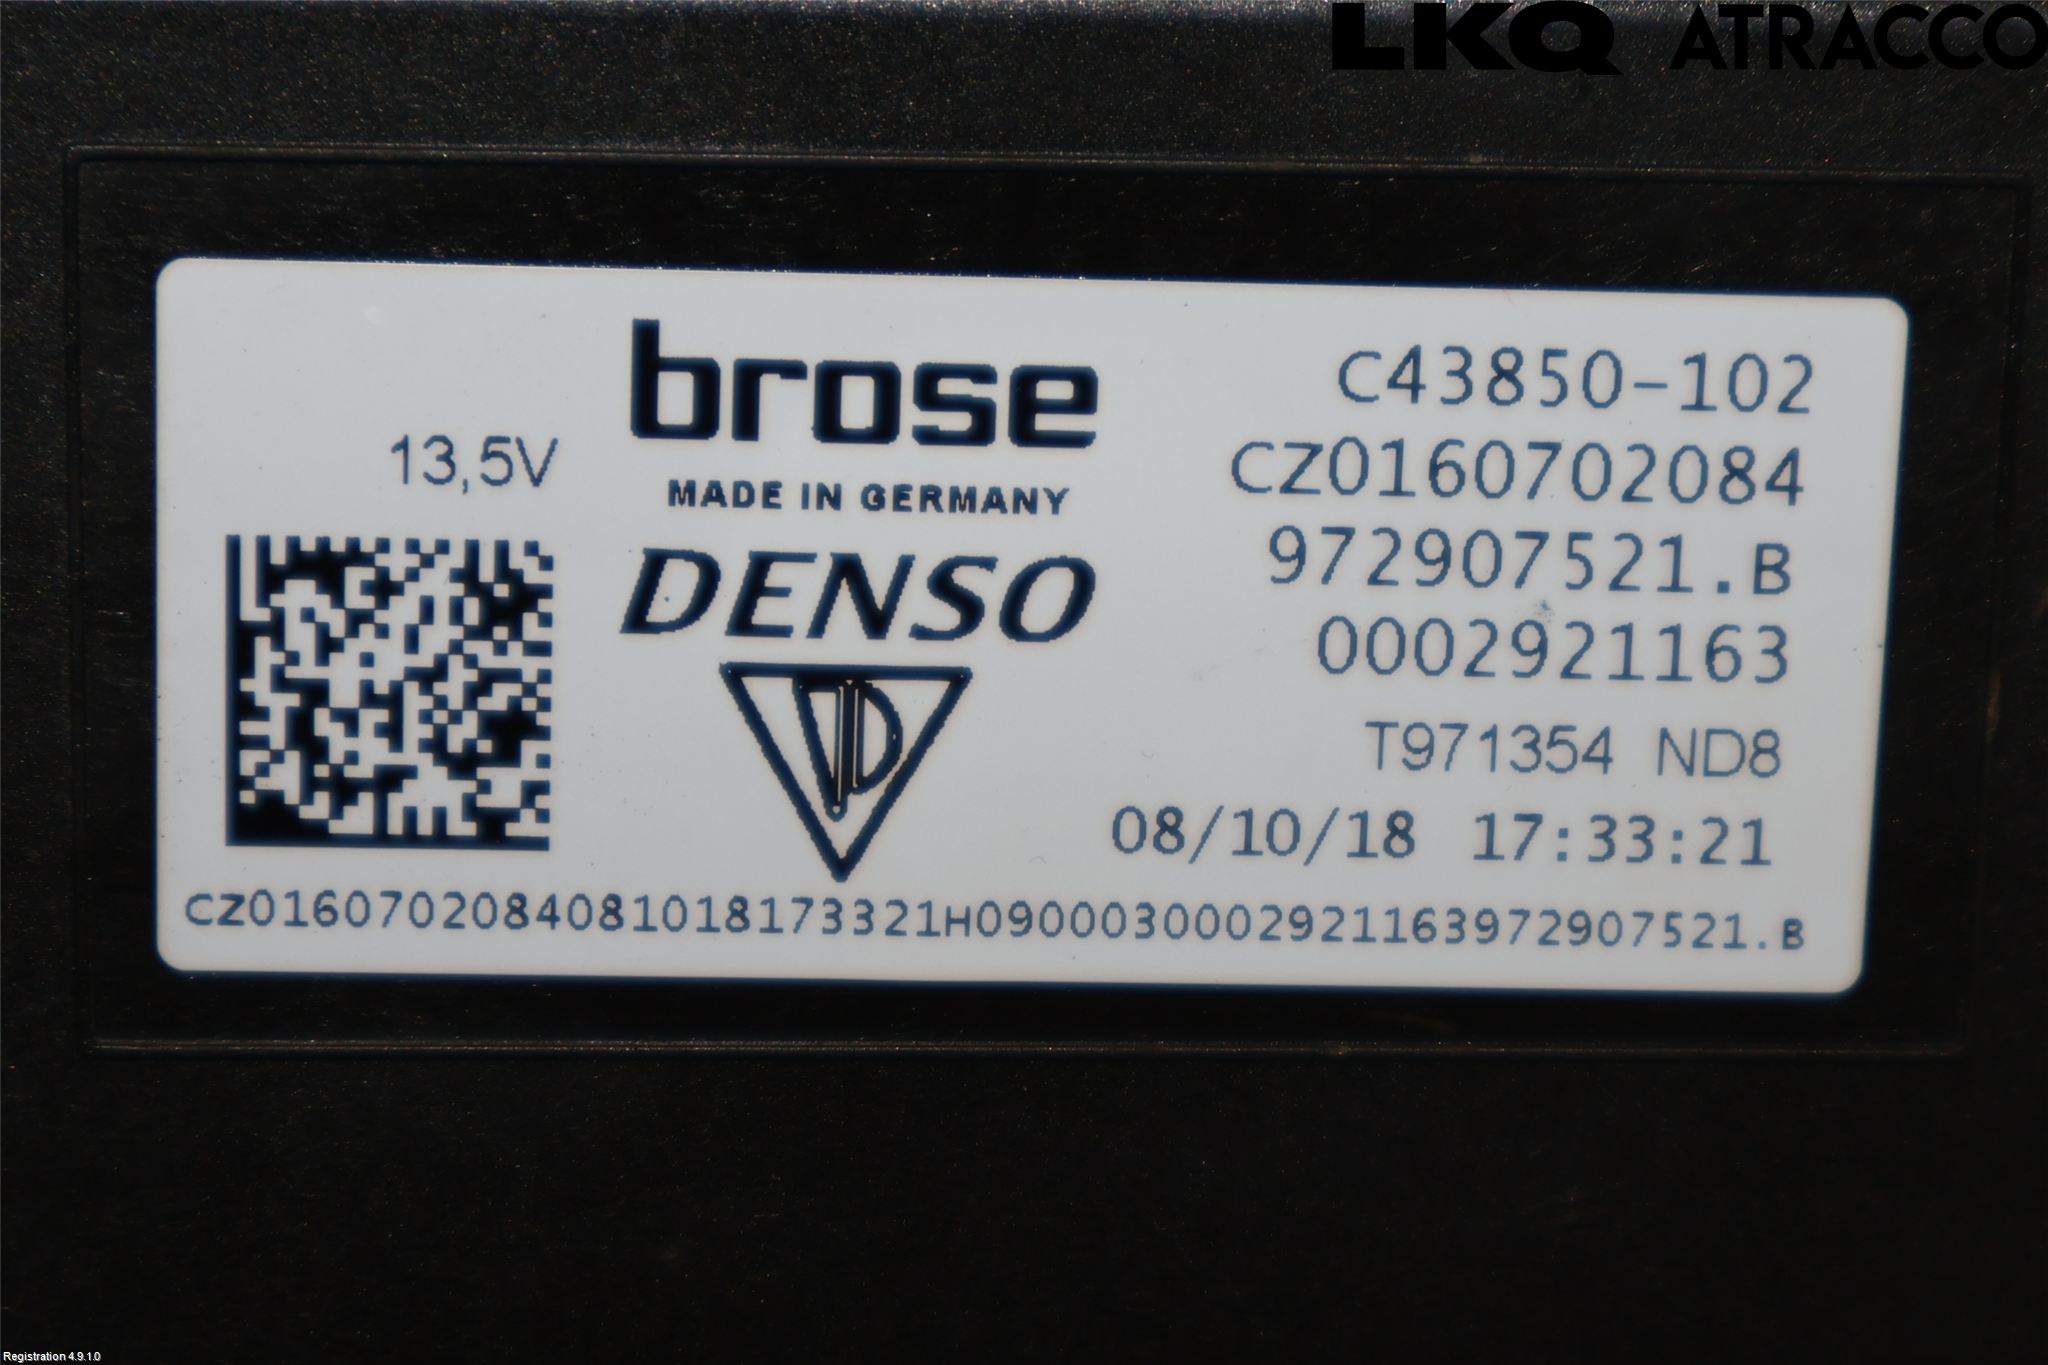 LKQ ATRACCO
brose
C43850-102
13,5V
MADE IN GERMANY
CZ0160702084
DENSO
972907521.B
0002921163
T971354 ND8
08/10/18 17:33:21
CZ0160702084081018173321H0900030002921163972907521.B
Registration 4.9.1.0